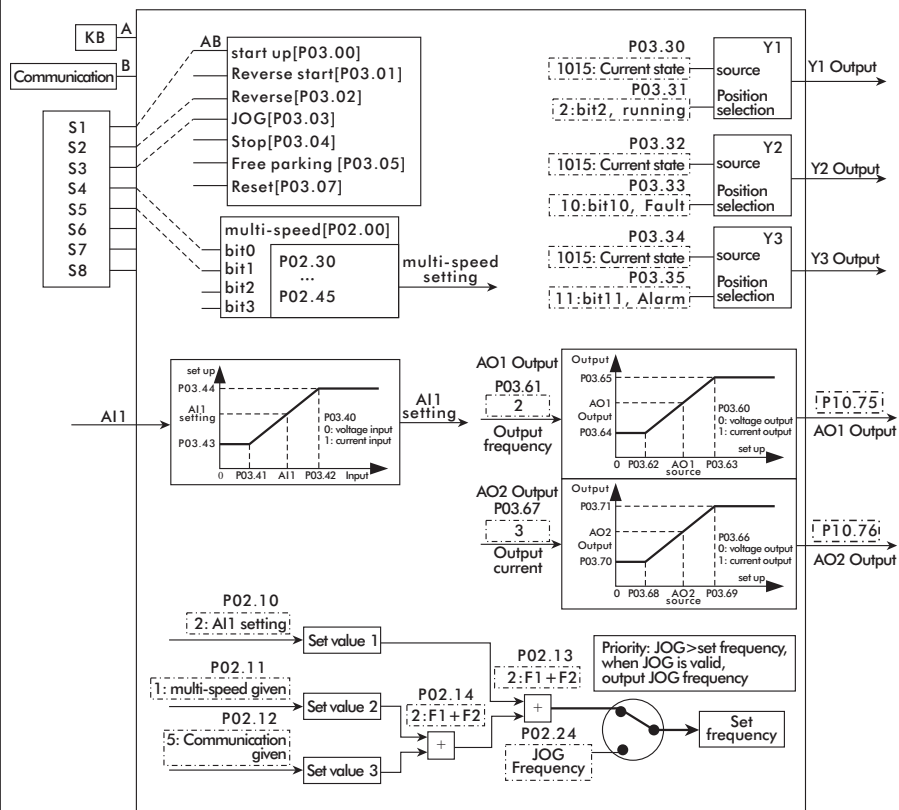 KB
A
Communication
B
S1
S2
S3
S4
S5
S6
S7
S8
AB
start up[P03.00]
Reverse start[P03.01]
Reverse[P03.02]
JOG[P03.03]
Stop[P03.04]
Free parking [P03.05]
Reset[P03.07]
multi-speed[P02.00]
bit0
bit1
bit2
bit3
P02.30
...
P02.45
multi-speed
setting
P03.30
1015: Current state
P03.31
2:bit2, running
Y1
source
Position
selection
Y1 Output
P03.32
1015: Current state
P03.33
10:bit10, Fault
Y2
source
Position
selection
Y2 Output
P03.34
1015: Current state
P03.35
11:bit11, Alarm
Y3
source
Position
selection
Y3 Output
AI1
set up
P03.44
AI1
setting
P03.43
P03.40
0: voltage input
1: current input
0 P03.41 AI1 P03.42 Input
AI1
setting
AO1 Output
P03.61
2
Output
frequency
Output
P03.65
AO1
Output
P03.64
P03.60
0: voltage output
1: current output
set up
0 P03.62 AO1 P03.63
source
P10.75
AO1 Output
AO2 Output
P03.67
3
Output
current
Output
P03.71
AO2
Output
P03.70
P03.66
0: voltage output
1: current output
set up
0 P03.68 AO2 P03.69
source
P10.76
AO2 Output
P02.10
2: AI1 setting
Set value 1
P02.11
1: multi-speed given
Set value 2
P02.12
5: Communication
given
Set value 3
P02.14
2:F1+F2
+
P02.13
2:F1+F2
+
P02.24
JOG
Frequency
Priority: JOG>set frequency,
when JOG is valid,
output JOG frequency
Set
frequency